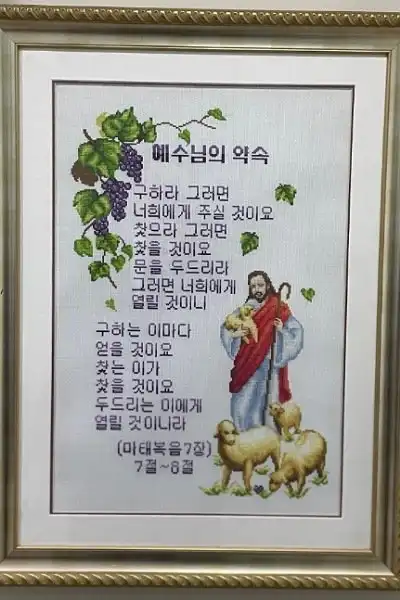 예수님의 약속
구하라 그러면
너희에게 주실 것이요
찾으라 그러면
찾을 것이요
문을 두드리라
그러면 너희에게
열릴 것이니
구하는 이마다
얻을 것이요
찾는 이가
찾을 것이요
두드리는 이에게
열릴 것이니라
(마태복음7장)
7절~8절